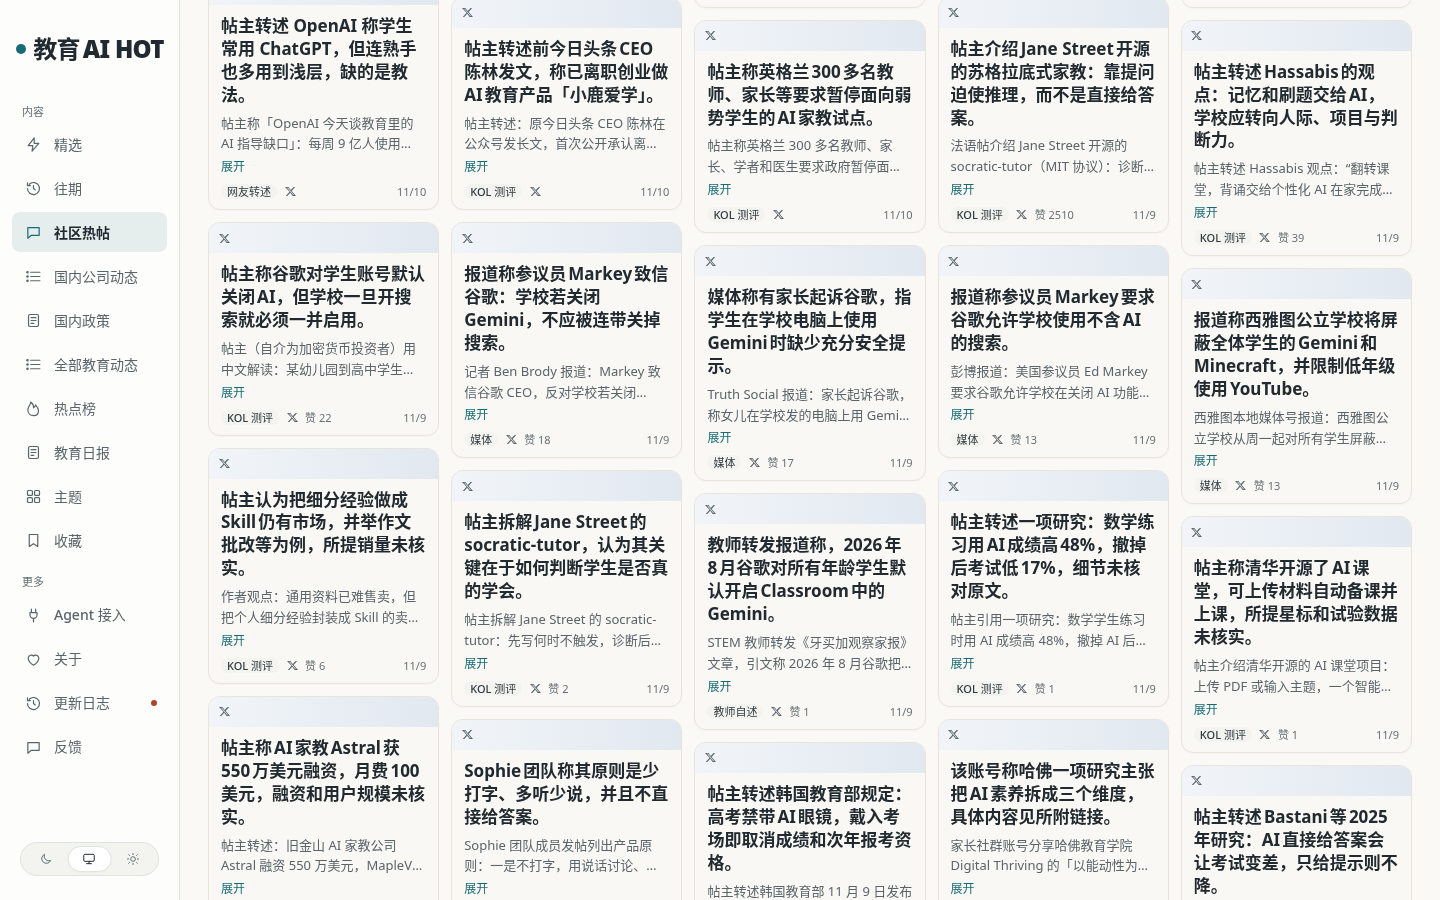 教育 AI HOT
内容
精选
往期
社区热帖
国内公司动态
国内政策
全部教育动态
热点榜
教育日报
主题
收藏
更多
Agent 接入
关于
更新日志
反馈
帖主转述 OpenAI 称学生
常用 ChatGPT，但连熟手
也多用到浅层，缺的是教
法。
帖主称「OpenAI 今天谈教育里的
AI 指导缺口」：每周 9 亿人使用...
展开
网友转述
11/10
帖主称谷歌对学生账号默认
关闭 AI，但学校一旦开搜
索就必须一并启用。
帖主（自介为加密货币投资者）用
中文解读：某幼儿园到高中学生...
展开
KOL 测评 赞 22 11/9
帖主认为把细分经验做成
Skill 仍有市场，并举作文
批改等为例，所提销量未核
实。
作者观点：通用资料已难售卖，但
把个人细分经验封装成 Skill 的卖...
展开
KOL 测评 赞 6 11/9
帖主称 AI 家教 Astral 获
550 万美元融资，月费 100
美元，融资和用户规模未核
实。
帖主转述：旧金山 AI 家教公司
Astral 融资 550 万美元，MapleV...
展开
帖主转述前今日头条 CEO
陈林发文，称已离职创业做
AI 教育产品「小鹿爱学」。
帖主转述：原今日头条 CEO 陈林在
公众号发长文，首次公开承认离...
展开
KOL 测评 11/10
报道称参议员 Markey 致信
谷歌：学校若关闭
Gemini，不应被连带关掉
搜索。
记者 Ben Brody 报道：Markey 致
信谷歌 CEO，反对学校若关闭...
展开
媒体 赞 18 11/9
帖主拆解 Jane Street 的
socratic-tutor，认为其关
键在于如何判断学生是否真
的学会。
帖主拆解 Jane Street 的 socratic-
tutor：先写何时不触发，诊断后...
展开
KOL 测评 赞 2 11/9
Sophie 团队称其原则是少
打字、多听少说，并且不直
接给答案。
Sophie 团队成员发帖列出产品原
则：一是不打字，用说话讨论、...
展开
帖主称英格兰 300 多名教
师、家长等要求暂停面向弱
势学生的 AI 家教试点。
帖主称英格兰 300 多名教师、家
长、学者和医生要求政府暂停面...
展开
KOL 测评 11/10
媒体称有家长起诉谷歌，指
学生在学校电脑上使用
Gemini 时缺少充分安全提
示。
Truth Social 报道：家长起诉谷歌，
称女儿在学校发的电脑上用 Gemi...
展开
媒体 赞 17 11/9
教师转发报道称，2026 年
8 月谷歌对所有年龄学生默
认开启 Classroom 中的
Gemini。
STEM 教师转发《牙买加观察家报》
文章，引文称 2026 年 8 月谷歌把...
展开
教师自述 赞 1 11/9
帖主转述韩国教育部规定：
高考禁带 AI 眼镜，戴入考
场即取消成绩和次年报考资
格。
帖主转述韩国教育部 11 月 9 日发布
帖主介绍 Jane Street 开源
的苏格拉底式家教：靠提问
迫使推理，而不是直接给答
案。
法语帖介绍 Jane Street 开源的
socratic-tutor（MIT 协议）：诊断...
展开
KOL 测评 赞 2510 11/9
报道称参议员 Markey 要求
谷歌允许学校使用不含 AI
的搜索。
彭博报道：美国参议员 Ed Markey
要求谷歌允许学校在关闭 AI 功能...
展开
媒体 赞 13 11/9
帖主转述一项研究：数学练
习用 AI 成绩高 48%，撤掉
后考试低 17%，细节未核
对原文。
帖主引用一项研究：数学学生练习
时用 AI 成绩高 48%，撤掉 AI 后...
展开
KOL 测评 赞 1 11/9
该账号称哈佛一项研究主张
把 AI 素养拆成三个维度，
具体内容见所附链接。
家长社群账号分享哈佛教育学院
Digital Thriving 的「以能动性为...
展开
帖主转述 Hassabis 的观
点：记忆和刷题交给 AI，
学校应转向人际、项目与判
断力。
帖主转述 Hassabis 观点：“翻转课
堂，背诵交给个性化 AI 在家完成...
展开
KOL 测评 赞 39 11/9
报道称西雅图公立学校将屏
蔽全体学生的 Gemini 和
Minecraft，并限制低年级
使用 YouTube。
西雅图本地媒体号报道：西雅图公
立学校从周一起对所有学生屏蔽...
展开
媒体 赞 13 11/9
帖主称清华开源了 AI 课
堂，可上传材料自动备课并
上课，所提星标和试验数据
未核实。
帖主介绍清华开源的 AI 课堂项目：
上传 PDF 或输入主题，一个智能...
展开
KOL 测评 赞 1 11/9
帖主转述 Bastani 等 2025
年研究：AI 直接给答案会
让考试变差，只给提示则不
降。